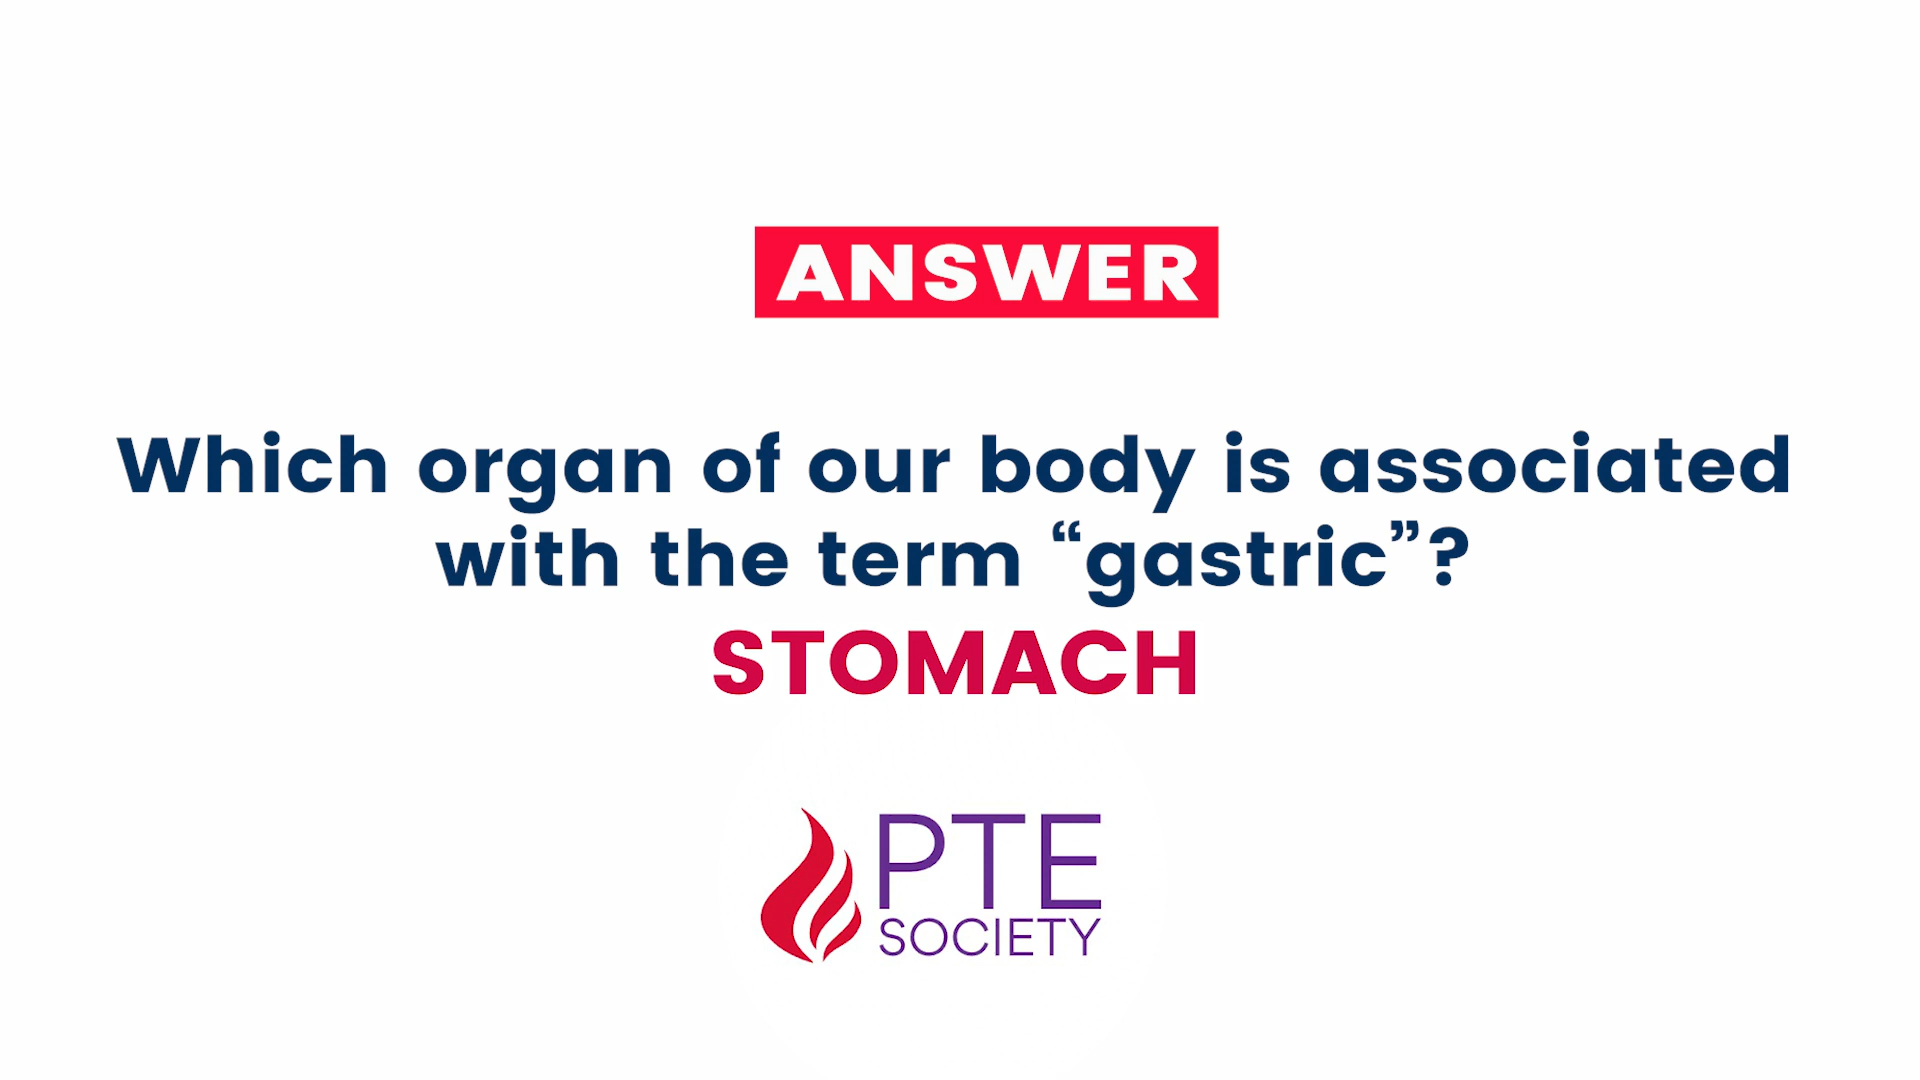 ANSWER
Which organ of our body is associated
with the term “gastric”?
STOMACH
PTE
SOCIETY